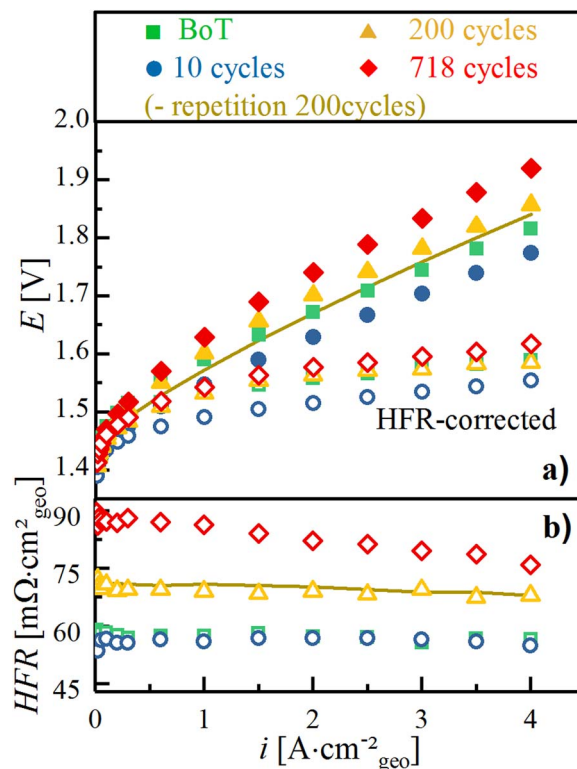 BoT 200 cycles
10 cycles 718 cycles
(- repetition 200cycles)
2.0
1.9
1.8
1.7
1.6
1.5
1.4
E [V]
HFR-corrected
a)
b)
90
75
60
45
HFR [mΩ·cm²geo]
0 1 2 3 4
i [A·cm⁻²geo]